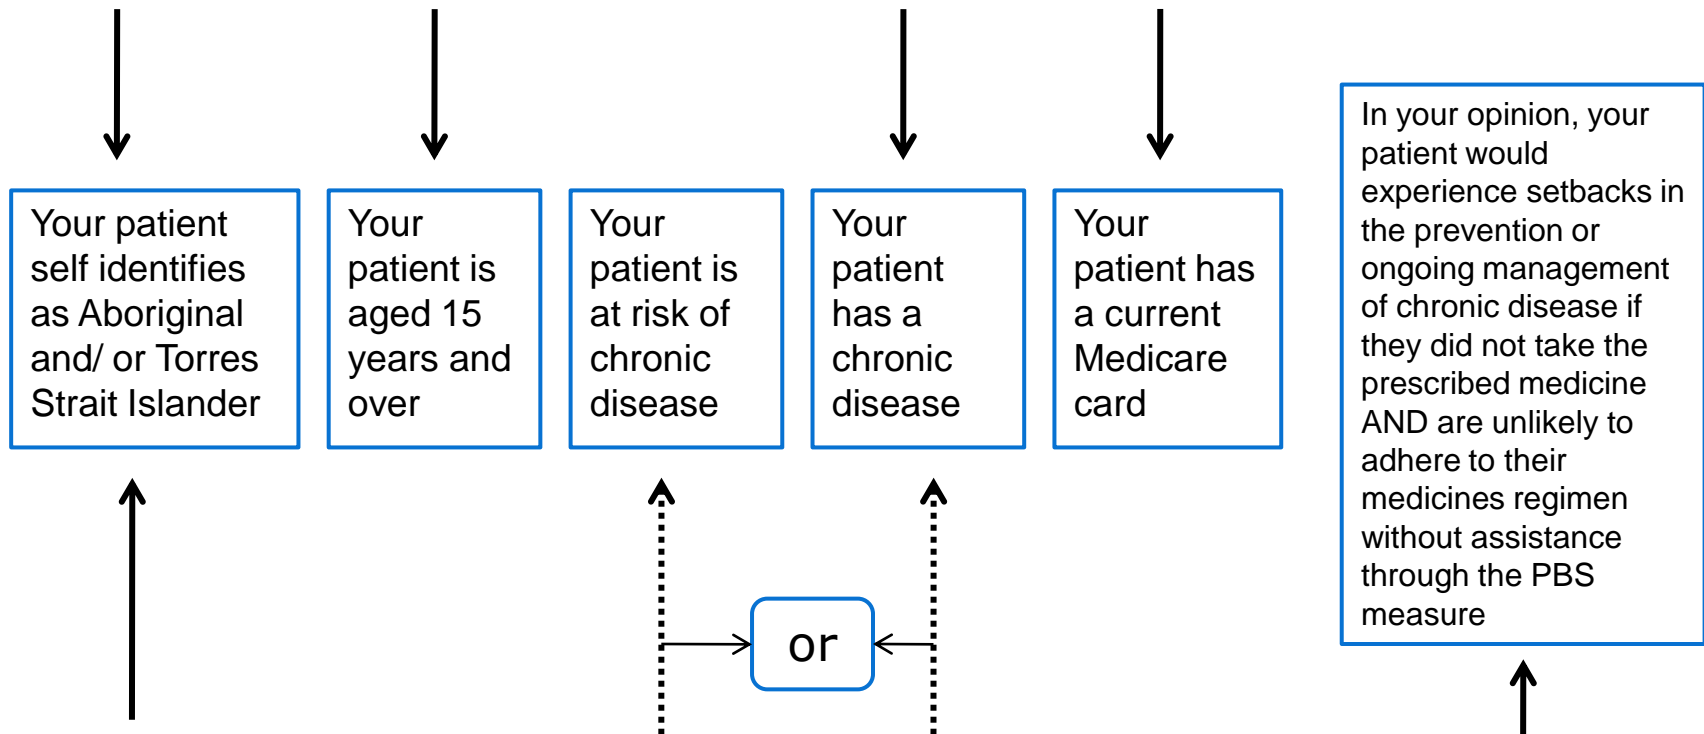 Your patient
self identifies
as Aboriginal
and/ or Torres
Strait Islander
Your
patient is
aged 15
years and
over
Your
patient is
at risk of
chronic
disease
Your
patient
has a
chronic
disease
Your
patient has
a current
Medicare
card
In your opinion, your
patient would
experience setbacks in
the prevention or
ongoing management
of chronic disease if
they did not take the
prescribed medicine
AND are unlikely to
adhere to their
medicines regimen
without assistance
through the PBS
measure
or